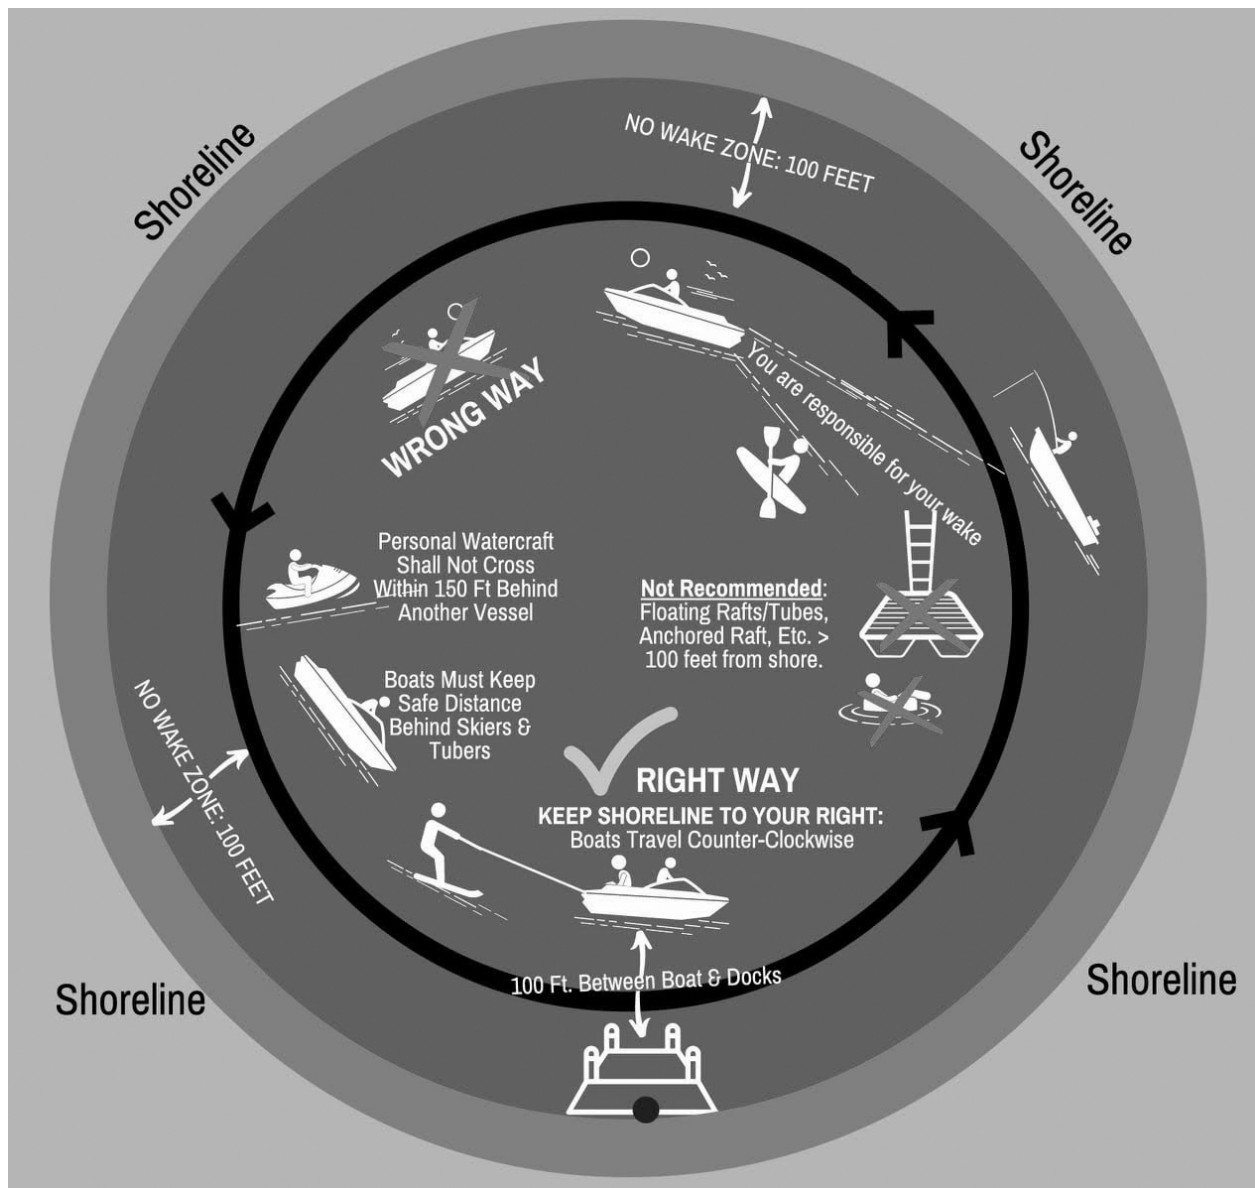 Shoreline
Shoreline
NO WAKE ZONE: 100 FEET
WRONG WAY
You are responsible for your wake
Personal Watercraft
Shall Not Cross
Within 150 Ft Behind
Another Vessel
Not Recommended:
Floating Rafts/Tubes,
Anchored Raft, Etc. >
100 feet from shore.
Boats Must Keep
Safe Distance
Behind Skiers &
Tubers
NO WAKE ZONE: 100 FEET
RIGHT WAY
KEEP SHORELINE TO YOUR RIGHT:
Boats Travel Counter-Clockwise
100 Ft. Between Boat & Docks
Shoreline
Shoreline